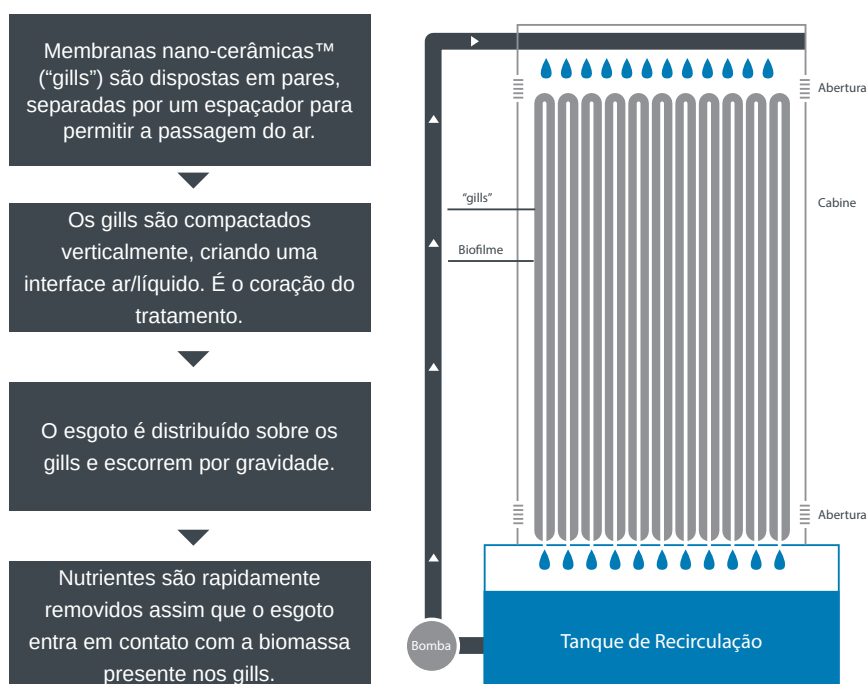 Membranas nano-cerâmicas™
(“gills”) são dispostas em pares,
separadas por um espaçador para
permitir a passagem do ar.
Os gills são compactados
verticalmente, criando uma
interface ar/líquido. É o coração do
tratamento.
O esgoto é distribuído sobre os
gills e escorrem por gravidade.
Nutrientes são rapidamente
removidos assim que o esgoto
entra em contato com a biomassa
presente nos gills.
Abertura
“gills”
Cabine
Biofilme
Abertura
Bomba
Tanque de Recirculação